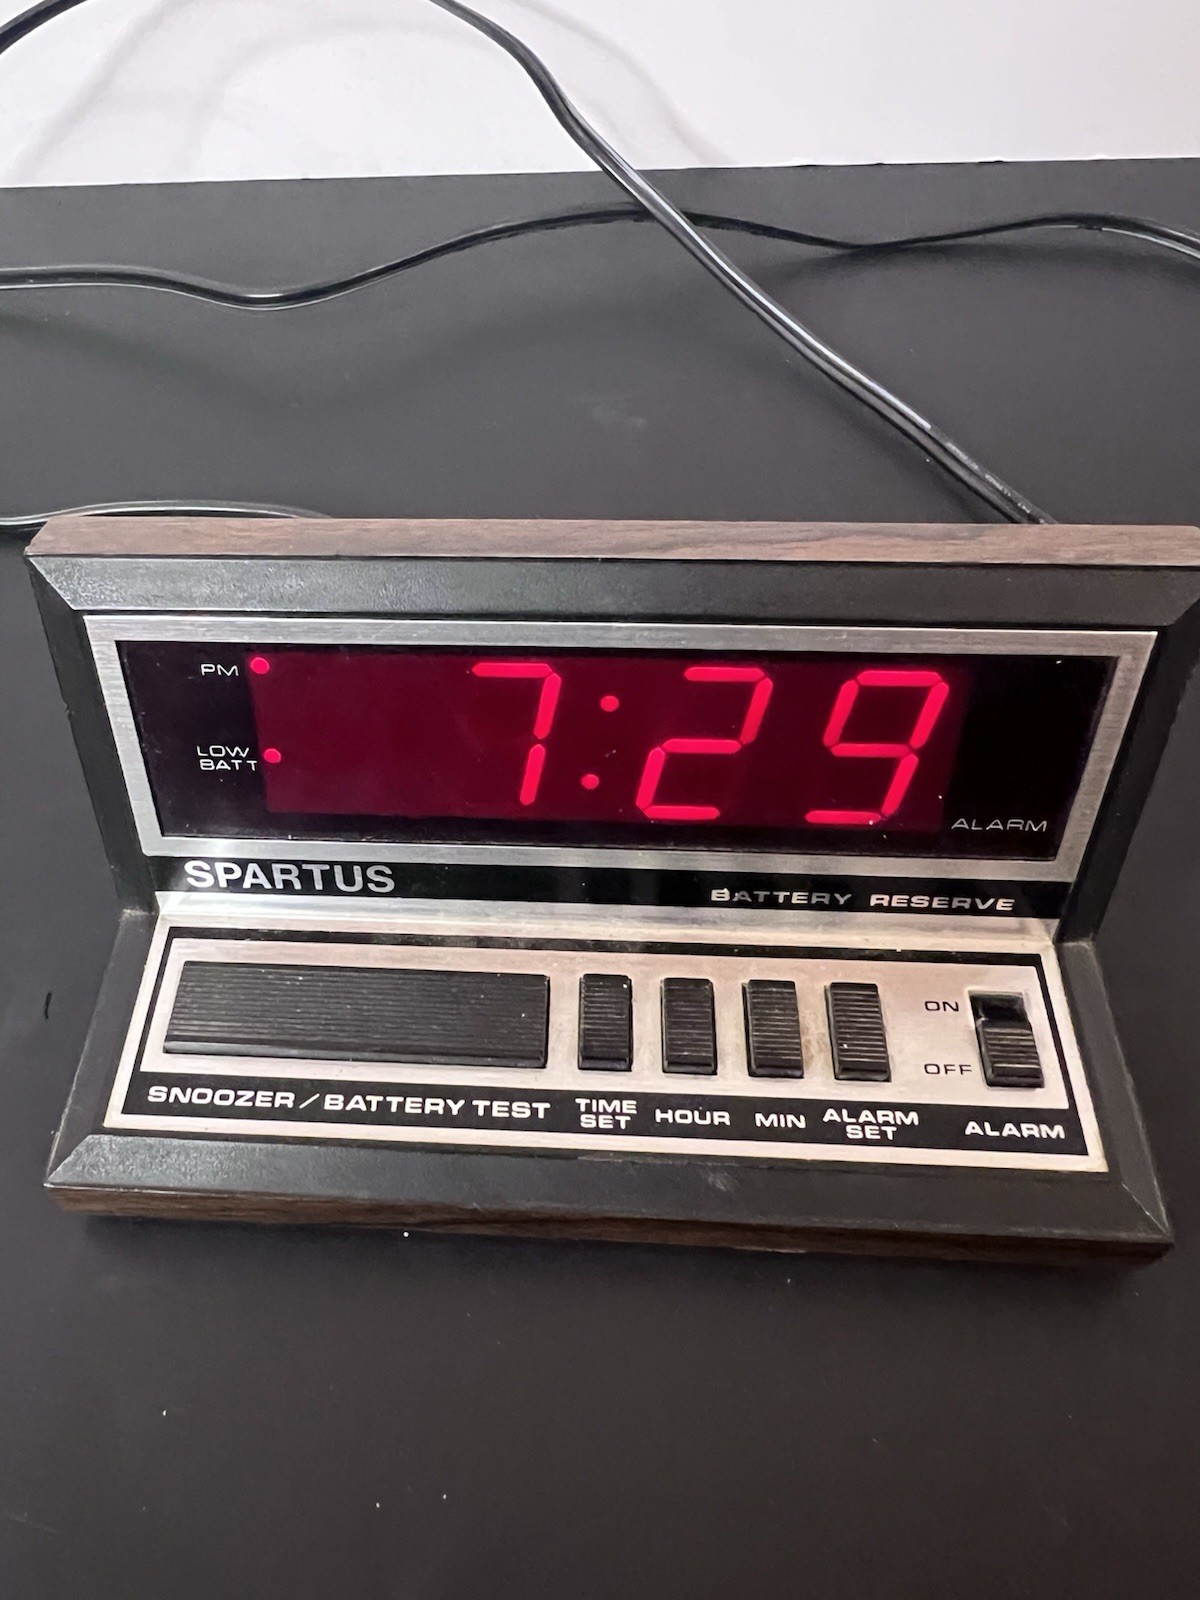 PM
7:29
LOW
BATT
ALARM
SPARTUS
BATTERY RESERVE
ON
OFF
SNOOZER/BATTERY TEST
TIME
SET
HOUR
MIN
ALARM
SET
ALARM